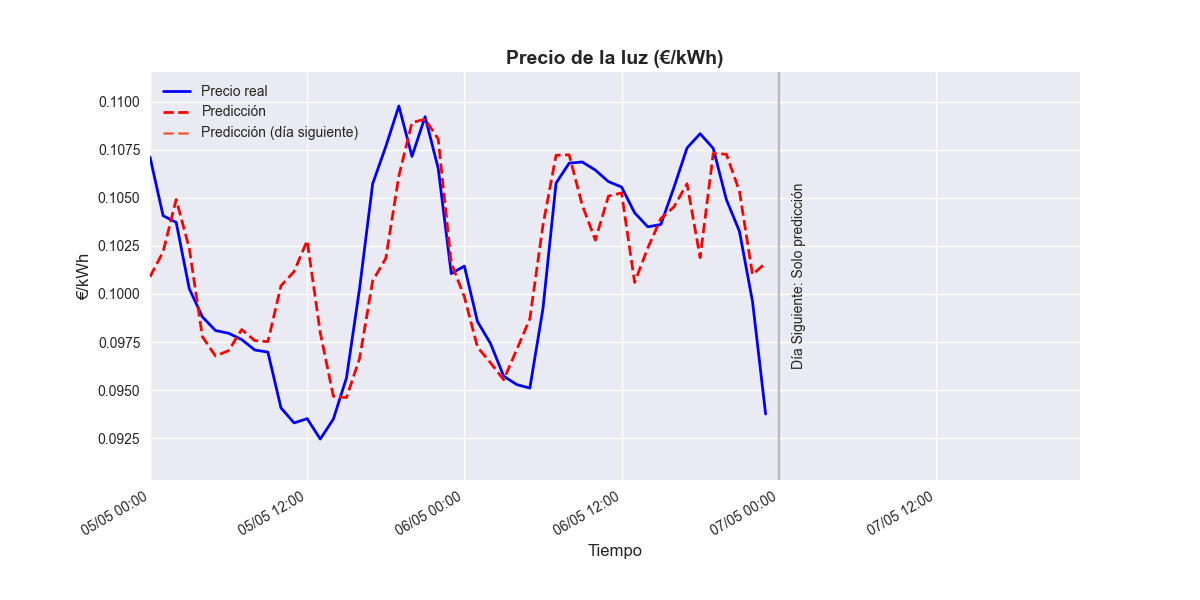 Precio de la luz (€/kWh)
Precio real
Predicción
Predicción (día siguiente)
0.1100
0.1075
0.1050
0.1025
0.1000
0.0975
0.0950
0.0925
€/kWh
Día Siguiente: Solo predicción
05/05 00:00
05/05 12:00
06/05 00:00
06/05 12:00
07/05 00:00
07/05 12:00
Tiempo